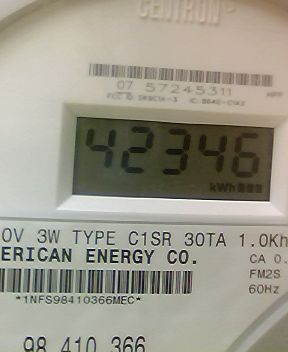 CENTRON
07 57245311
42346
kWh
0V 3W TYPE C1SR 30TA 1.0Kh
ERICAN ENERGY CO.
CA 0.
FM2S
60Hz
*1NFS98410366MEC*
98 410 366